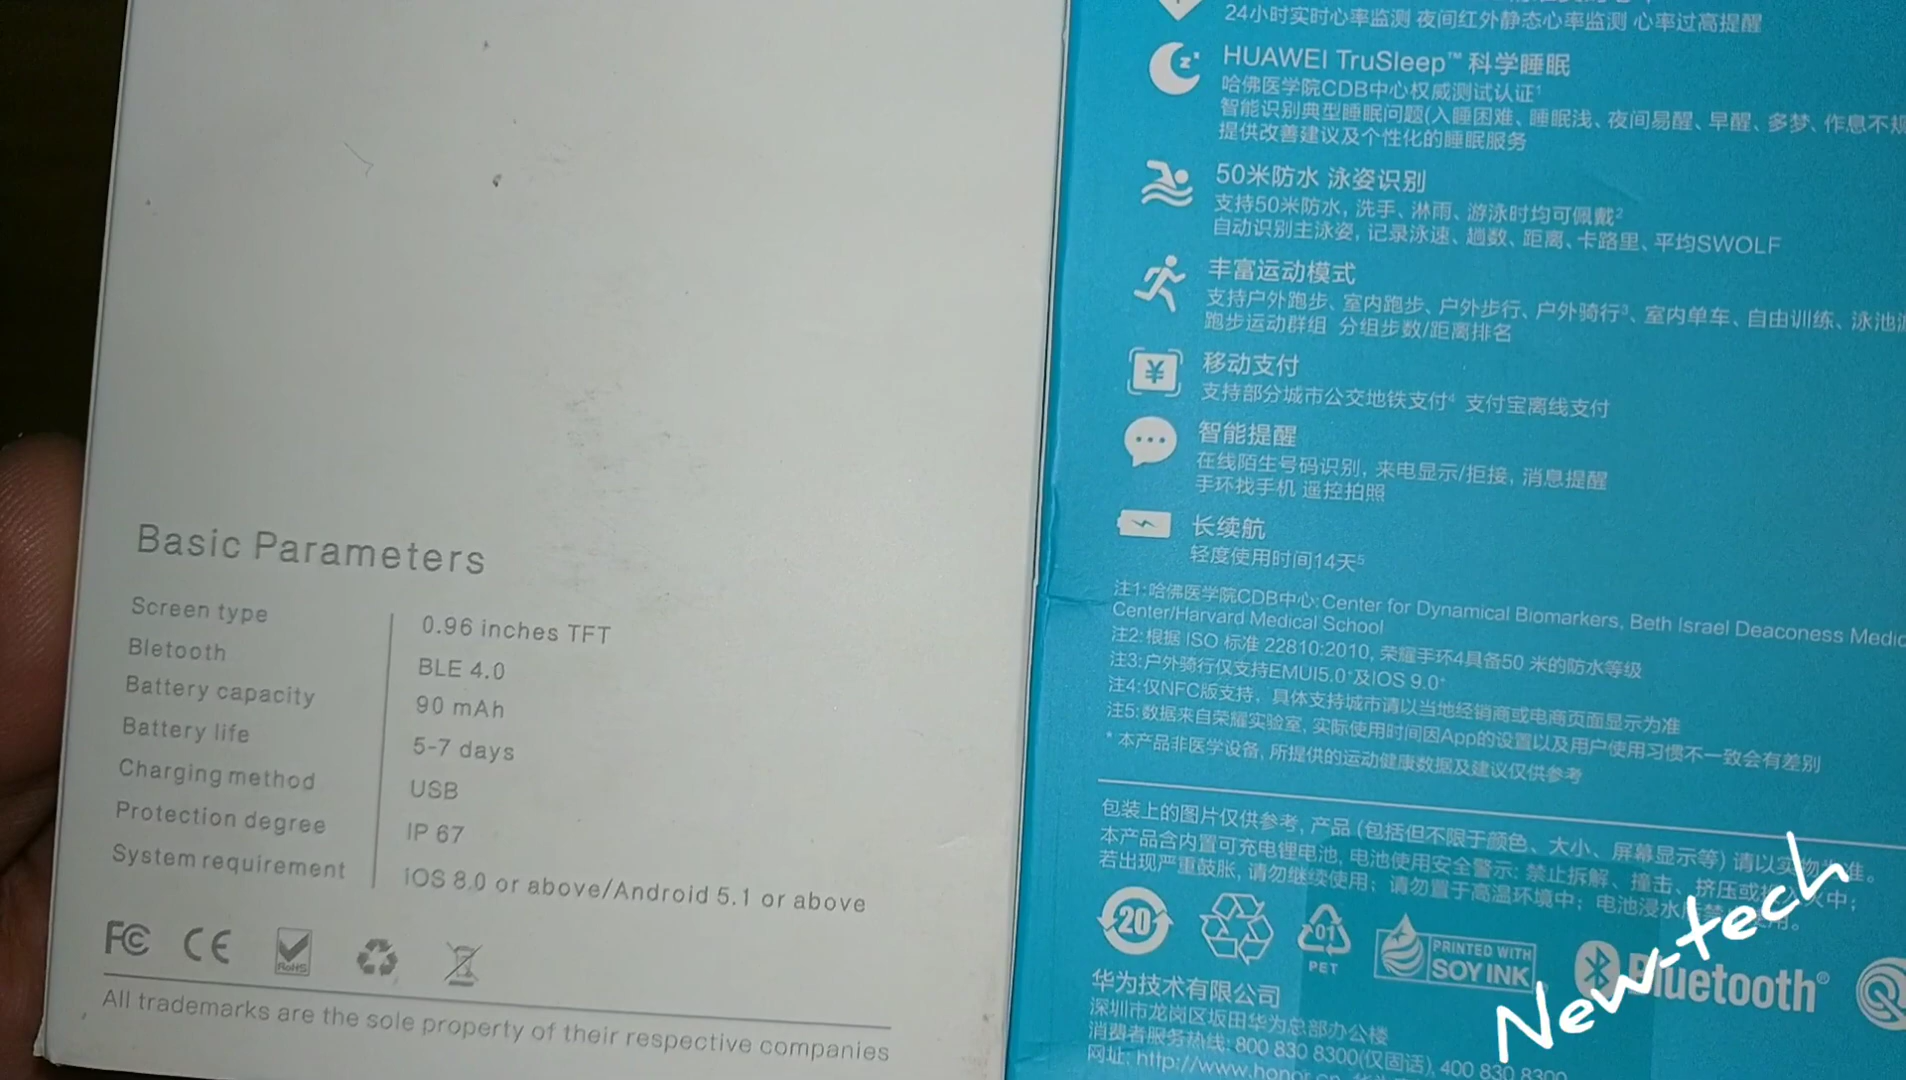 Basic Parameters
Screen type 0.96 inches TFT
Bletooth BLE 4.0
Battery capacity 90 mAh
Battery life 5-7 days
Charging method USB
Protection degree IP 67
System requirement iOS 8.0 or above/Android 5.1 or above
FC CE RoHS
All trademarks are the sole property of their respective companies
24小时实时心率监测 夜间红外静态心率监测 心率过高提醒
HUAWEI TruSleep™ 科学睡眠
哈佛医学院CDB中心权威测试认证1
智能识别典型睡眠问题(入睡困难、睡眠浅、夜间易醒、早醒、多梦、作息不规
提供改善建议及个性化的睡眠服务
50米防水 泳姿识别
支持50米防水, 洗手、淋雨、游泳时均可佩戴2
自动识别主泳姿, 记录泳速、趟数、距离、卡路里、平均SWOLF
丰富运动模式
支持户外跑步、室内跑步、户外步行、户外骑行3、室内单车、自由训练、泳池游
跑步运动群组 分组步数/距离排名
¥ 移动支付
支持部分城市公交地铁支付4 支付宝离线支付
智能提醒
在线陌生号码识别, 来电显示/拒接, 消息提醒
手环找手机 遥控拍照
长续航
轻度使用时间14天5
注1:哈佛医学院CDB中心:Center for Dynamical Biomarkers, Beth Israel Deaconess Medic
Center/Harvard Medical School
注2:根据 ISO 标准 22810:2010, 荣耀手环4具备50 米的防水等级
注3:户外骑行仅支持EMUI5.0+及IOS 9.0+
注4:仅NFC版支持, 具体支持城市请以当地经销商或电商页面显示为准
注5:数据来自荣耀实验室, 实际使用时间因App的设置以及用户使用习惯不一致会有差别
* 本产品非医学设备, 所提供的运动健康数据及建议仅供参考
包装上的图片仅供参考, 产品 (包括但不限于颜色、大小、屏幕显示等) 请以实物为准。
本产品含内置可充电锂电池, 电池使用安全警示: 禁止拆解、撞击、挤压或 火中;
若出现严重鼓胀, 请勿继续使用; 请勿置于高温环境中; 电池浸水 用。
20 01 PET PRINTED WITH SOY INK Bluetooth®
华为技术有限公司
深圳市龙岗区坂田华为总部办公楼
消费者服务热线: 800 830 8300(仅固话), 400 830 8300
网址: http://www.honor.cn
New-tech